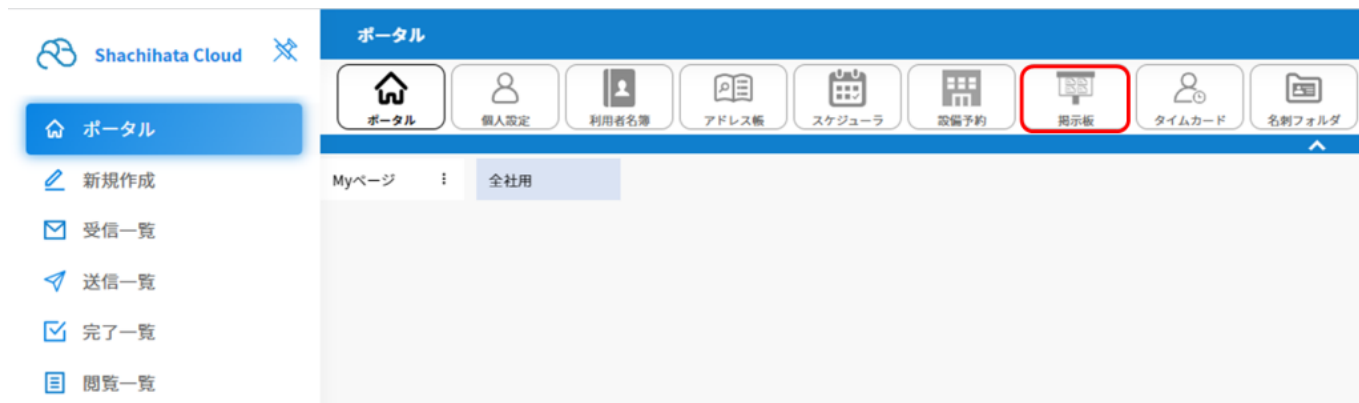 Shachihata Cloud
ポータル
新規作成
受信一覧
送信一覧
完了一覧
閲覧一覧
ポータル
ポータル
個人設定
利用者名簿
アドレス帳
スケジューラ
設備予約
掲示板
タイムカード
名刺フォルダ
Myページ
全社用